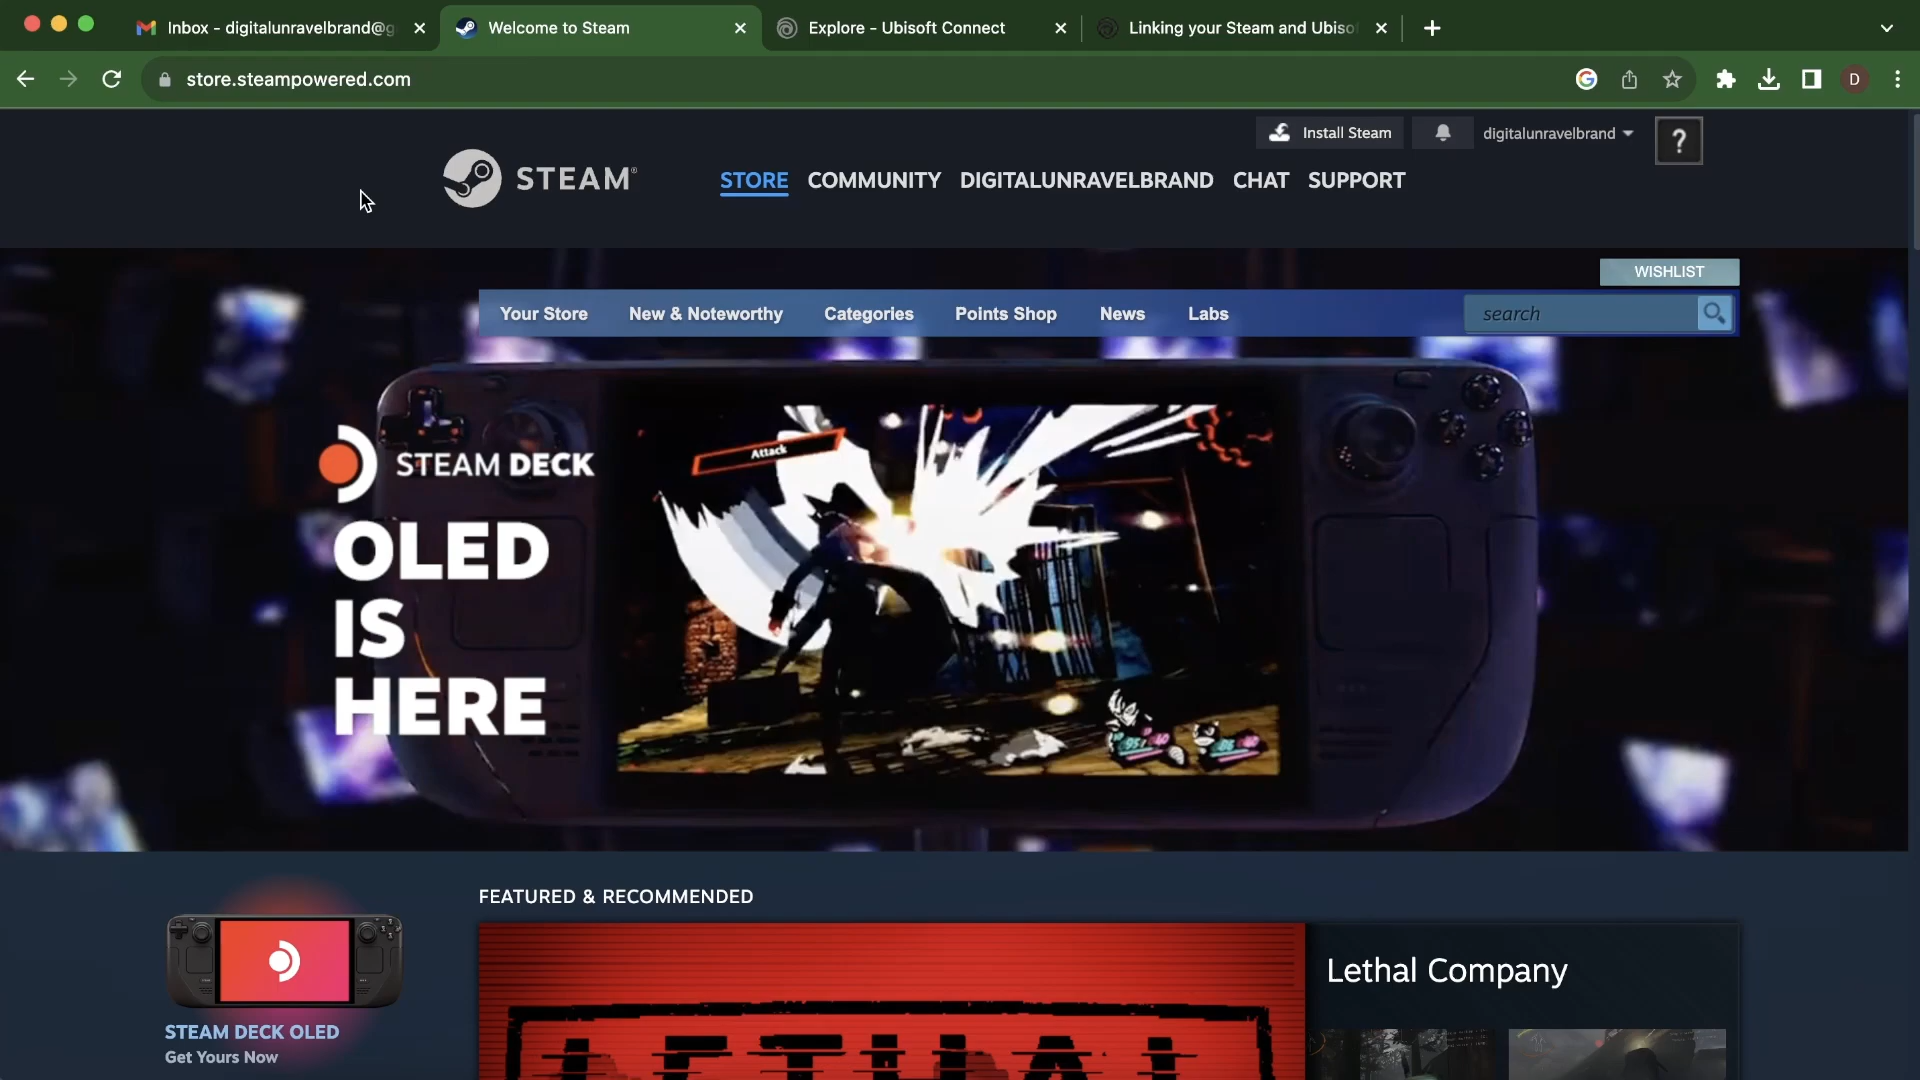 Inbox - digitalunravelbrand@g
Welcome to Steam
Explore - Ubisoft Connect
Linking your Steam and Ubisof
store.steampowered.com
D
Install Steam
digitalunravelbrand
?
STEAM®
STORE
COMMUNITY
DIGITALUNRAVELBRAND
CHAT
SUPPORT
WISHLIST
Your Store
New & Noteworthy
Categories
Points Shop
News
Labs
search
Attack
STEAM DECK
OLED
IS
HERE
FEATURED & RECOMMENDED
Lethal Company
LETHAL
STEAM DECK OLED
Get Yours Now